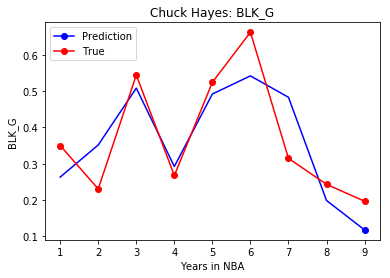 Chuck Hayes: BLK_G
Prediction
True
0.6
0.5
0.4
0.3
0.2
0.1
BLK_G
1 2 3 4 5 6 7 8 9
Years in NBA